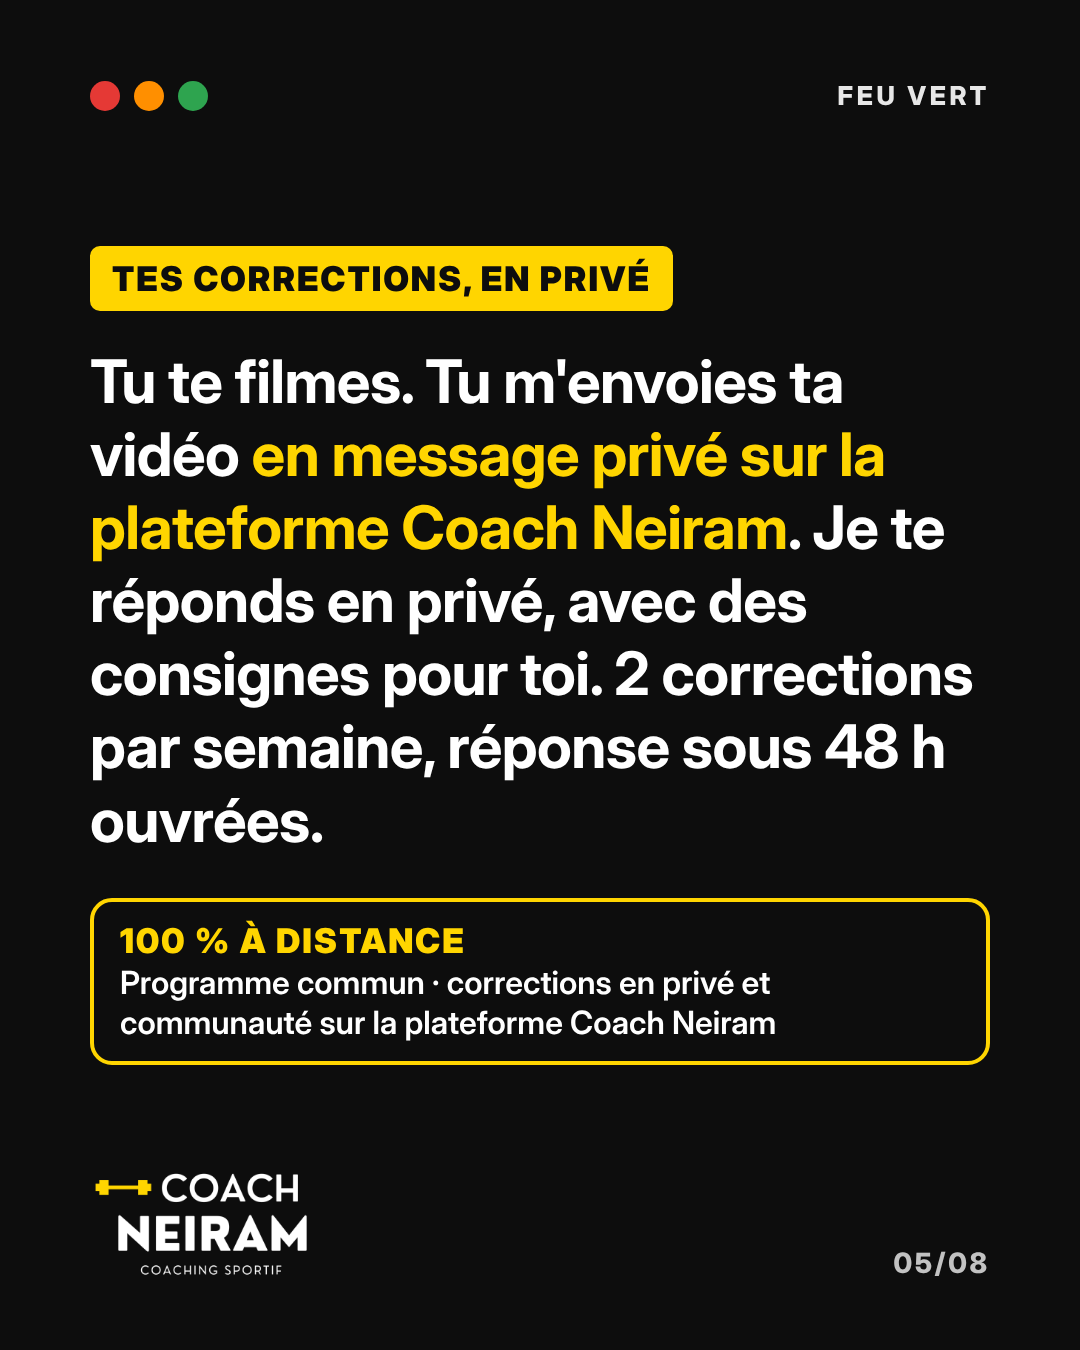 FEU VERT
TES CORRECTIONS, EN PRIVÉ
Tu te filmes. Tu m'envoies ta
vidéo en message privé sur la
plateforme Coach Neiram. Je te
réponds en privé, avec des
consignes pour toi. 2 corrections
par semaine, réponse sous 48 h
ouvrées.
100 % À DISTANCE
Programme commun · corrections en privé et
communauté sur la plateforme Coach Neiram
COACH
NEIRAM
COACHING SPORTIF
05/08